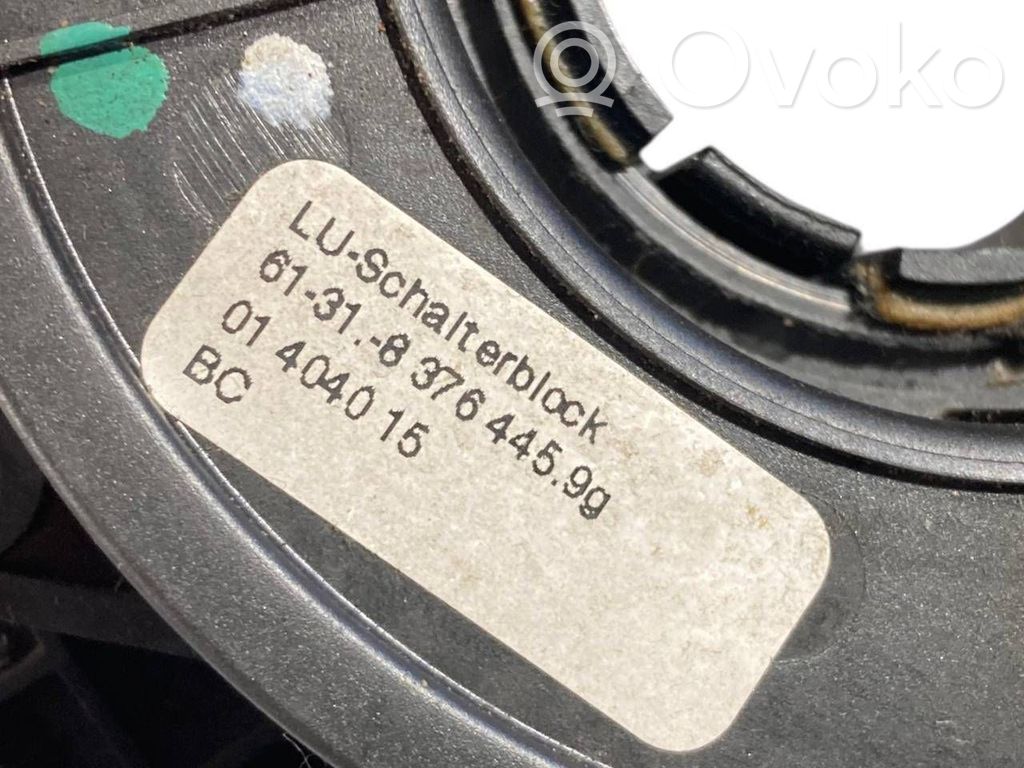 Ovoko
LU-Schalterblock
61-31.-8 376 445.9g
01 4040 15
BC